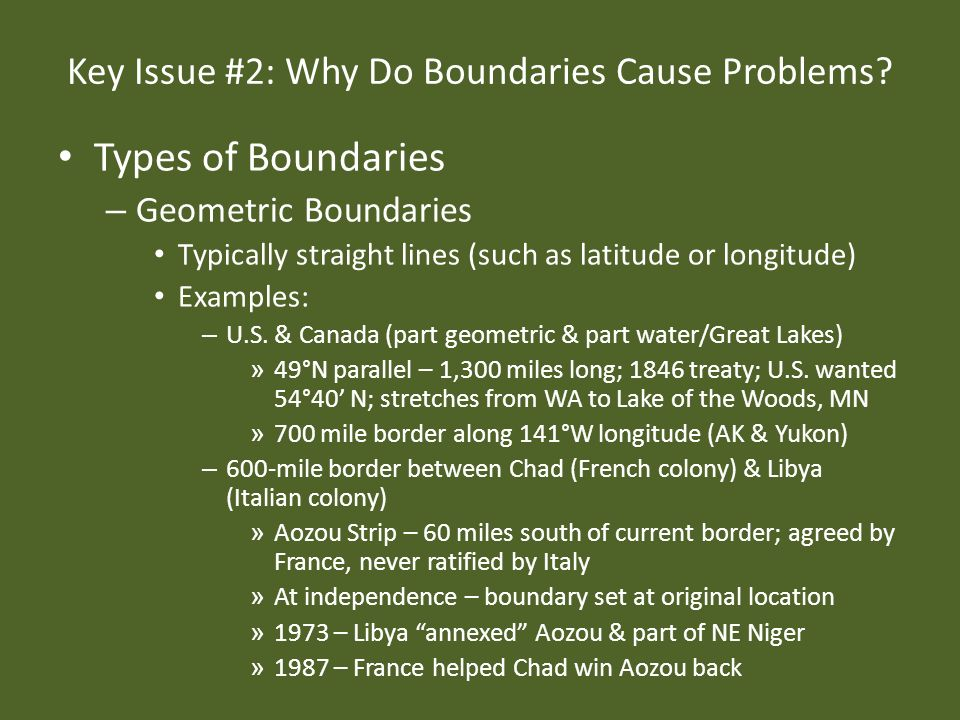 Key Issue #2: Why Do Boundaries Cause Problems?
• Types of Boundaries
– Geometric Boundaries
• Typically straight lines (such as latitude or longitude)
• Examples:
– U.S. & Canada (part geometric & part water/Great Lakes)
» 49°N parallel – 1,300 miles long; 1846 treaty; U.S. wanted
54°40’ N; stretches from WA to Lake of the Woods, MN
» 700 mile border along 141°W longitude (AK & Yukon)
– 600-mile border between Chad (French colony) & Libya
(Italian colony)
» Aozou Strip – 60 miles south of current border; agreed by
France, never ratified by Italy
» At independence – boundary set at original location
» 1973 – Libya “annexed” Aozou & part of NE Niger
» 1987 – France helped Chad win Aozou back